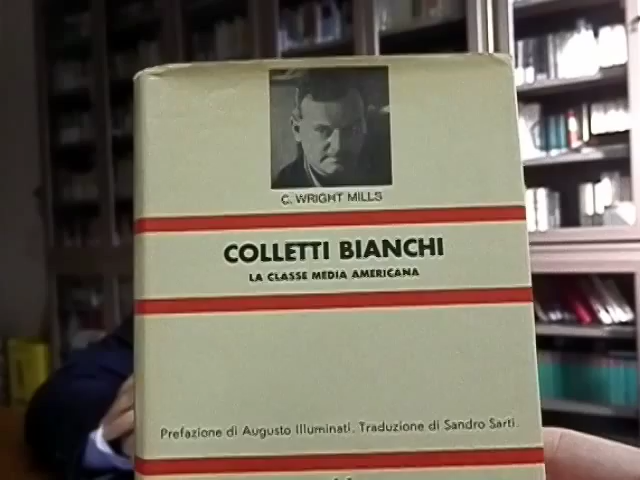 C. WRIGHT MILLS
COLLETTI BIANCHI
LA CLASSE MEDIA AMERICANA
Prefazione di Augusto Illuminati. Traduzione di Sandro Sarti.